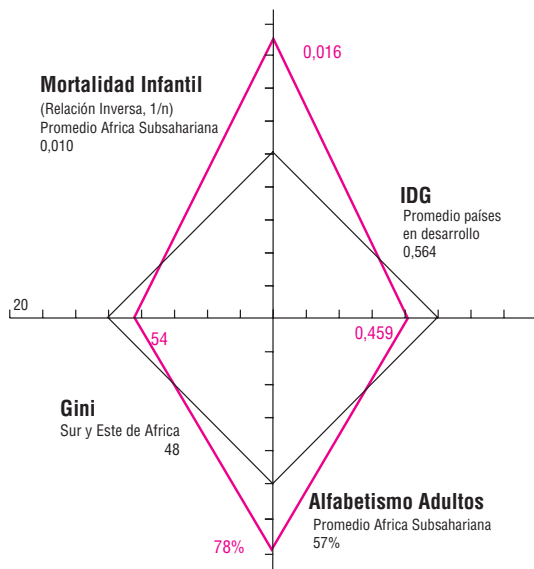 0,016
Mortalidad Infantil
(Relación Inversa, 1/n)
Promedio Africa Subsahariana
0,010
IDG
Promedio países
en desarrollo
0,564
20
54
0,459
Gini
Sur y Este de Africa
48
Alfabetismo Adultos
Promedio Africa Subsahariana
57%
78%